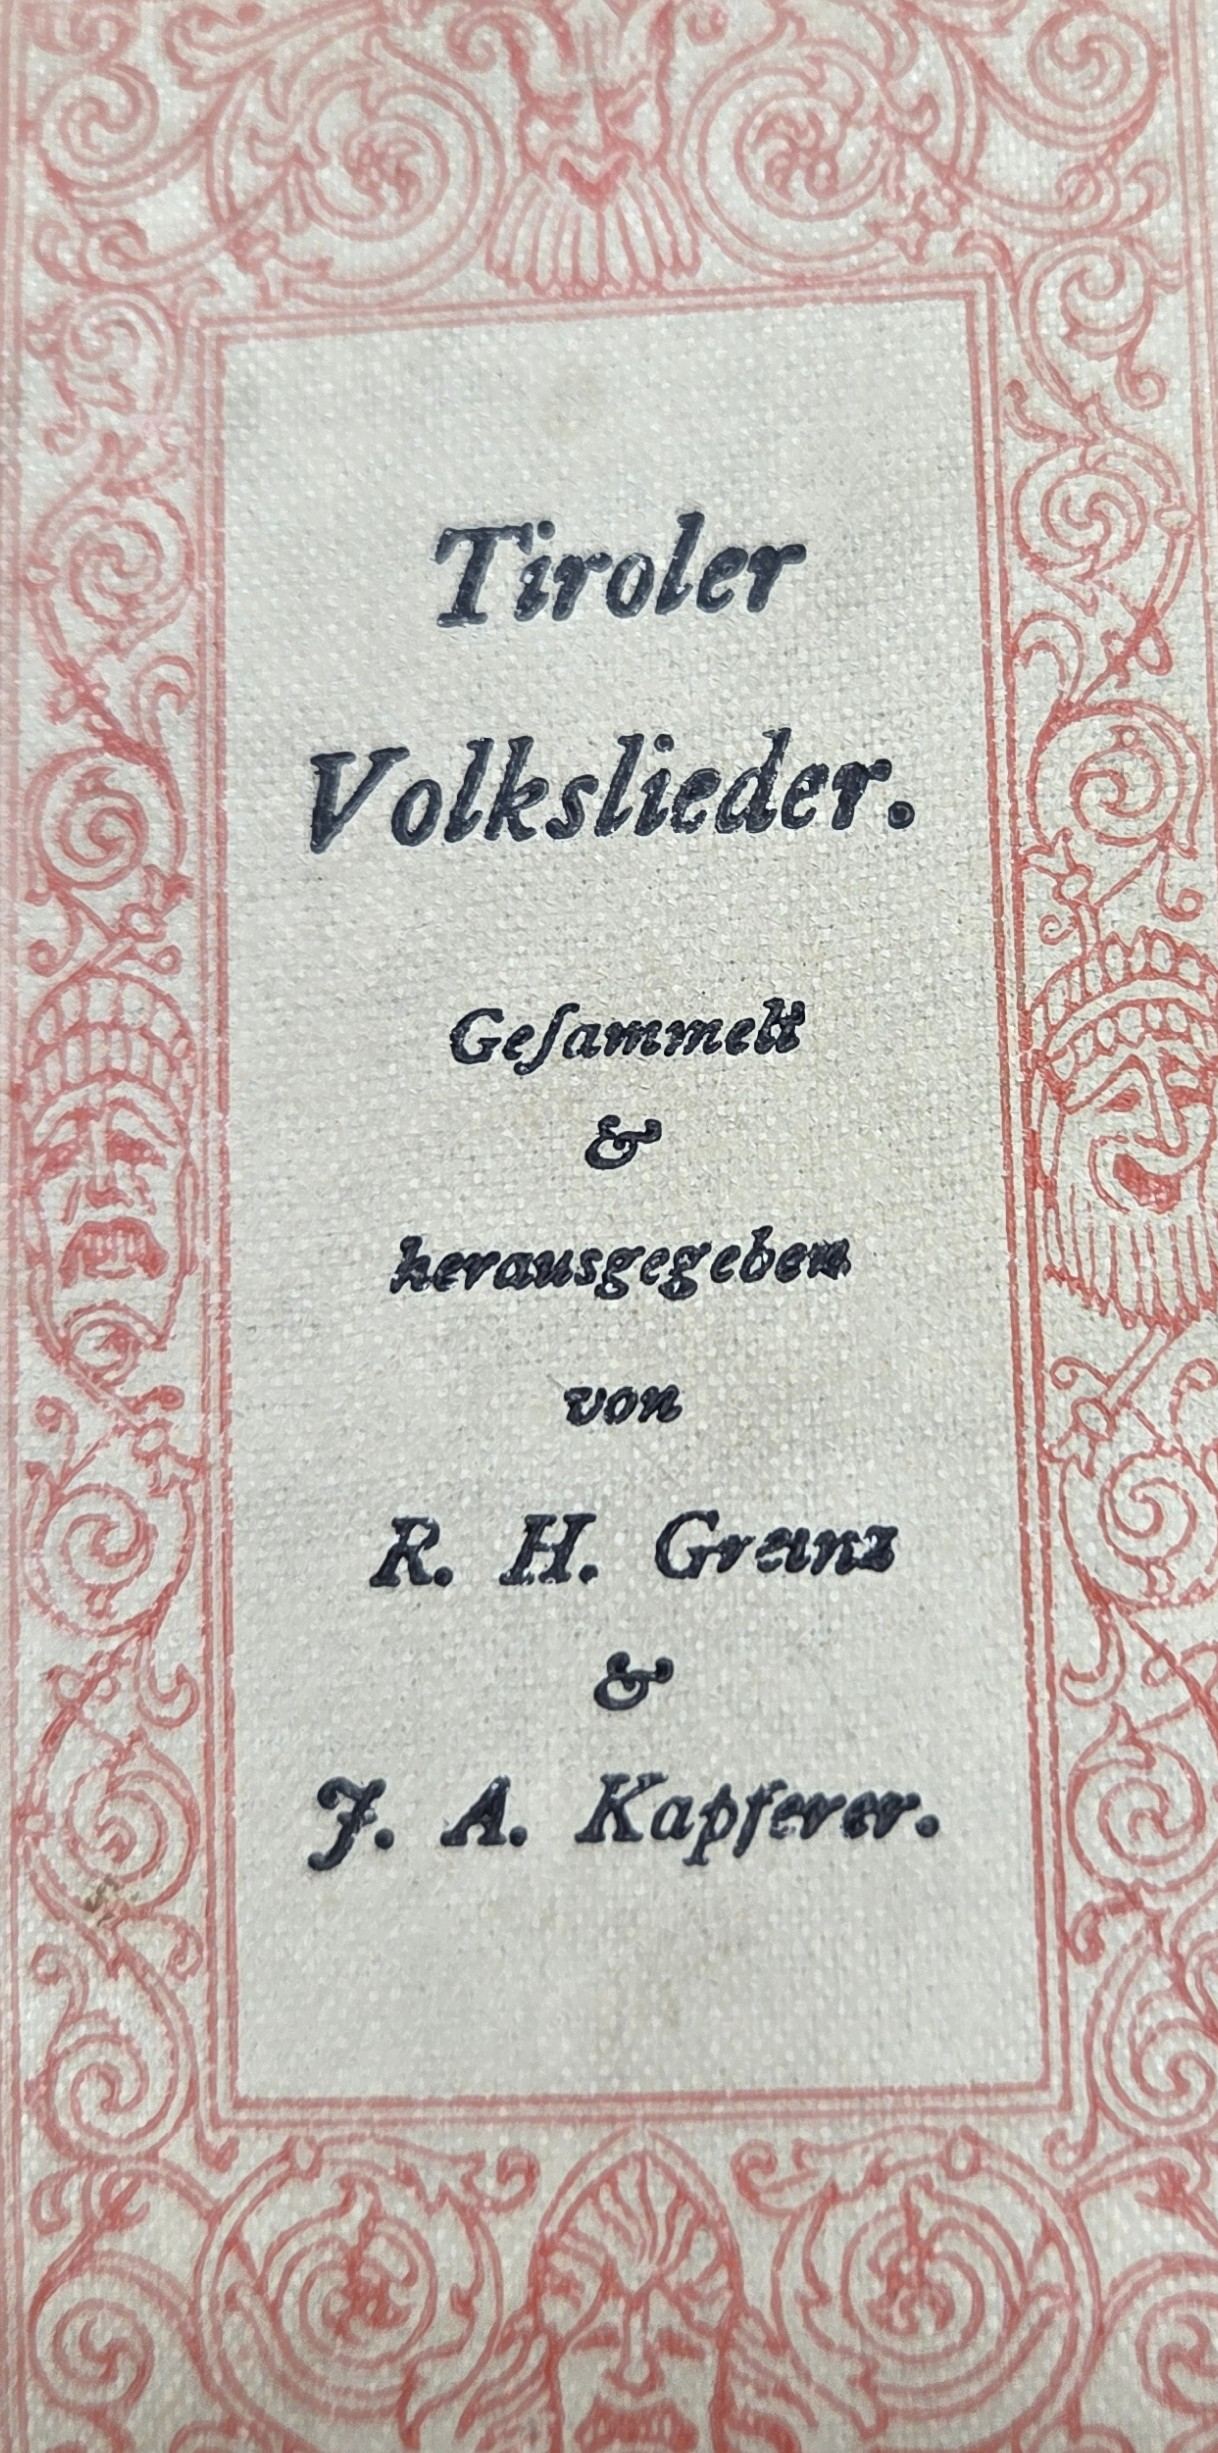 Tiroler
Volkslieder.
Geſammelt
&
herausgegeben
von
R. H. Greinz
&
J. A. Kapferer.